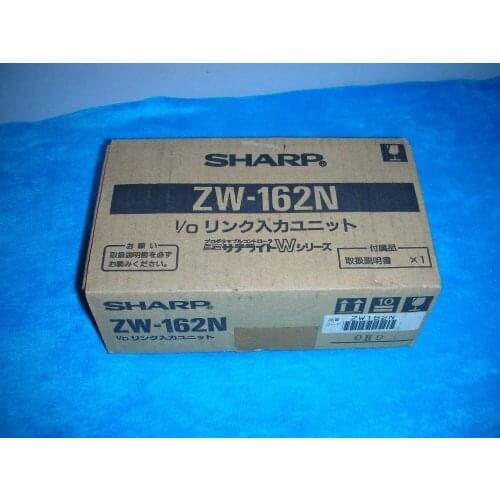 SHARP®
ZW-162N
I/O リンク入力ユニット
プログラマブルコントローラ
サテライトWシリーズ
お願い
取扱説明書を必ず
お読みください。
付属品
取扱説明書 ×1
SHARP
ZW-162N
I/O リンク入力ユニット
10
ZW162N